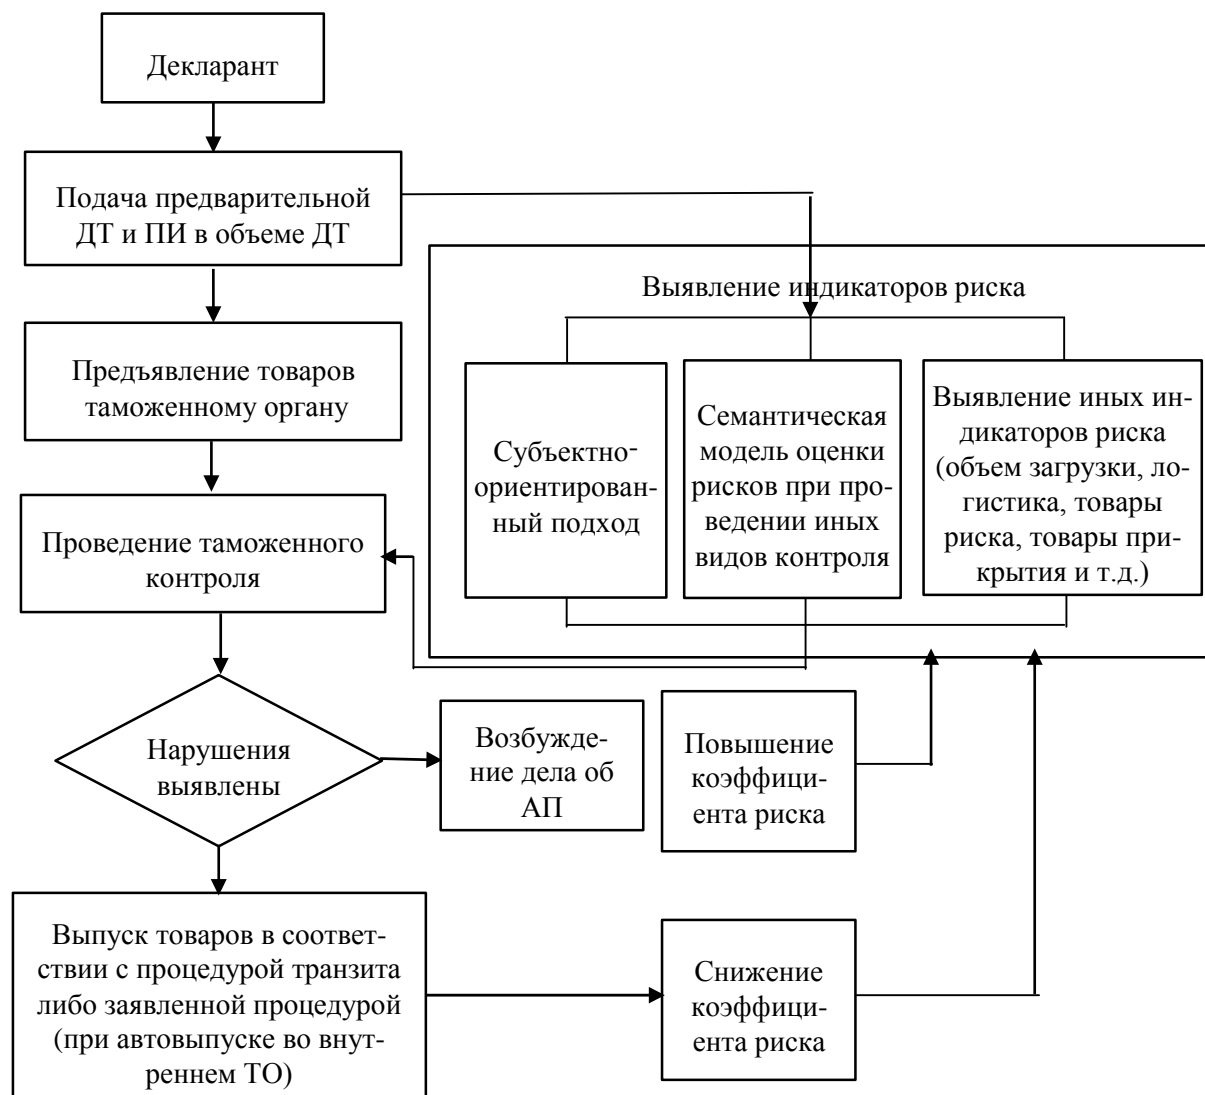 Декларант
Подача предварительной
ДТ и ПИ в объеме ДТ
Выявление индикаторов риска
Предъявление товаров
таможенному органу
Субъектно-
ориентирован-
ный подход
Семантическая
модель оценки
рисков при про-
ведении иных
видов контроля
Выявление иных ин-
дикаторов риска
(объем загрузки, ло-
гистика, товары
риска, товары при-
крытия и т.д.)
Проведение таможенного
контроля
Нарушения
выявлены
Возбужде-
ние дела об
АП
Повышение
коэффици-
ента риска
Выпуск товаров в соответ-
ствии с процедурой транзита
либо заявленной процедурой
(при автовыпуске во внут-
реннем ТО)
Снижение
коэффици-
ента риска